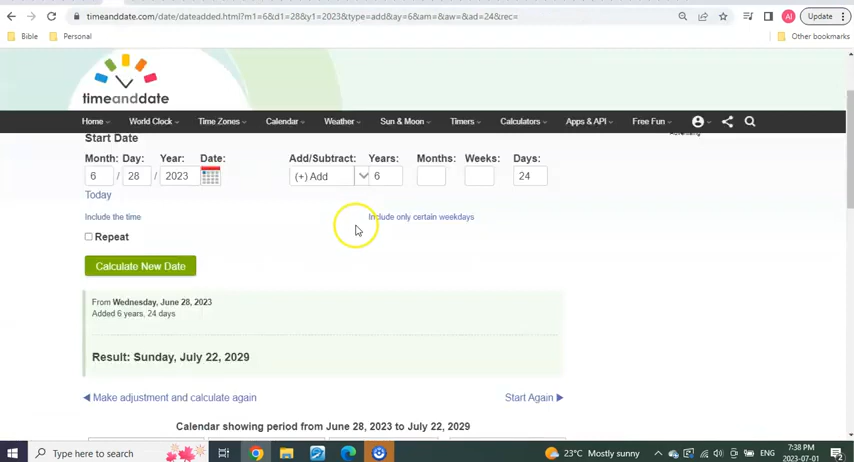 timeanddate.com/date/dateadded.html?m1=6&d1=28&y1=2023&type=add&ay=6&am=&aw=&ad=24&rec=
AI
Update
Bible
Personal
Other bookmarks
timeanddate
Home World Clock Time Zones Calendar Weather Sun & Moon Timers Calculators Apps & API Free Fun
Advertising
Start Date
Month: Day: Year: Date: Add/Subtract: Years: Months: Weeks: Days:
6 / 28 / 2023 (+) Add 6 24
Today
Include the time Include only certain weekdays
Repeat
Calculate New Date
From Wednesday, June 28, 2023
Added 6 years, 24 days
Result: Sunday, July 22, 2029
Make adjustment and calculate again Start Again
Calendar showing period from June 28, 2023 to July 22, 2029
Type here to search
23°C Mostly sunny
ENG
7:38 PM
2023-07-01
2